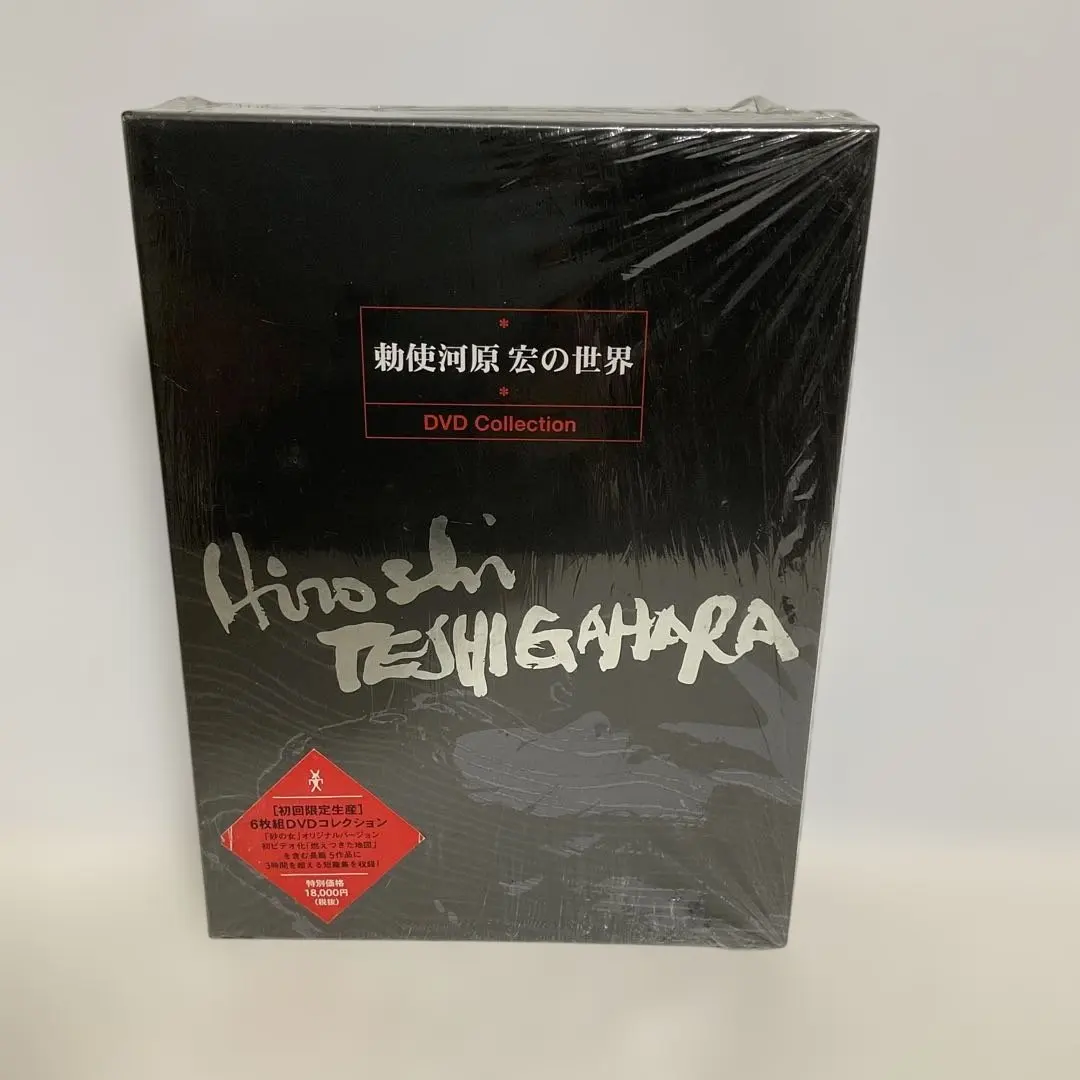 *
勅使河原 宏の世界
*
DVD Collection
Hiroshi
TESHIGAHARA
[初回限定生産]
6枚組DVDコレクション
「砂の女」オリジナルバージョン
初ビデオ化「燃えつきた地図」
を含む長篇5作品に
3時間を超える短篇集を収録!
特別価格
18,000円
(税抜)